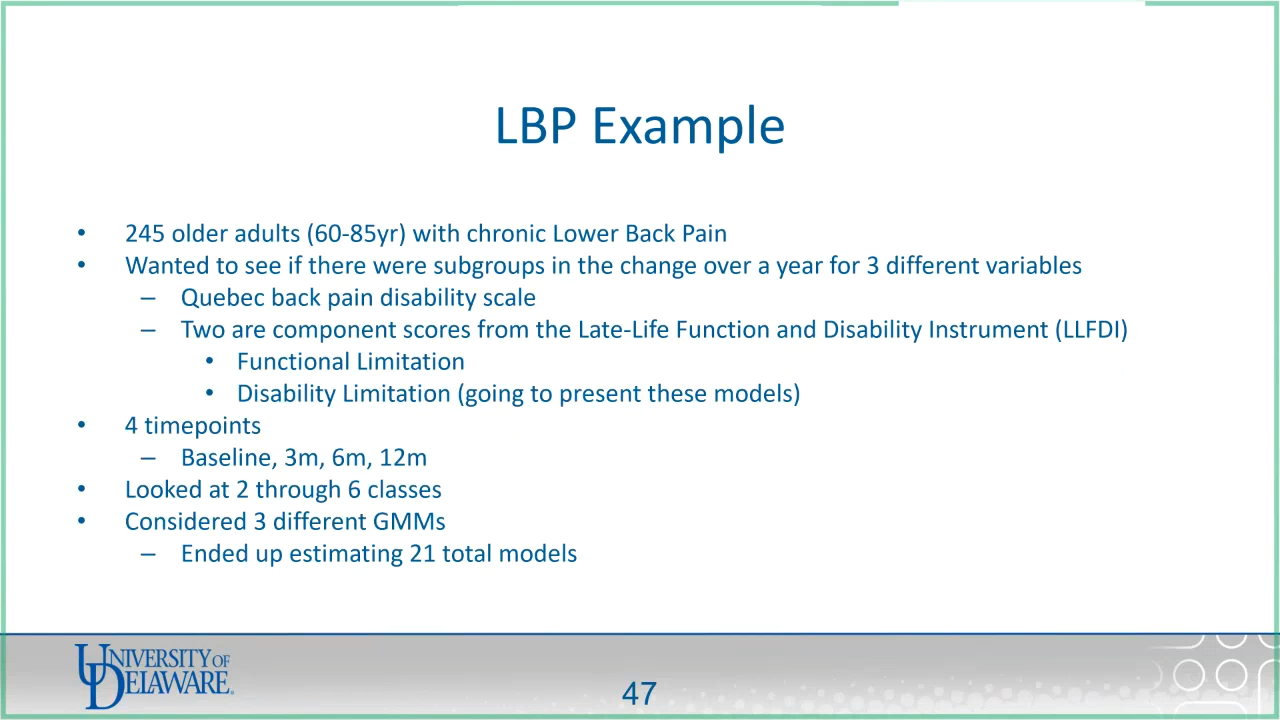 LBP Example
• 245 older adults (60-85yr) with chronic Lower Back Pain
• Wanted to see if there were subgroups in the change over a year for 3 different variables
– Quebec back pain disability scale
– Two are component scores from the Late-Life Function and Disability Instrument (LLFDI)
• Functional Limitation
• Disability Limitation (going to present these models)
• 4 timepoints
– Baseline, 3m, 6m, 12m
• Looked at 2 through 6 classes
• Considered 3 different GMMs
– Ended up estimating 21 total models
UNIVERSITY OF
DELAWARE.
47